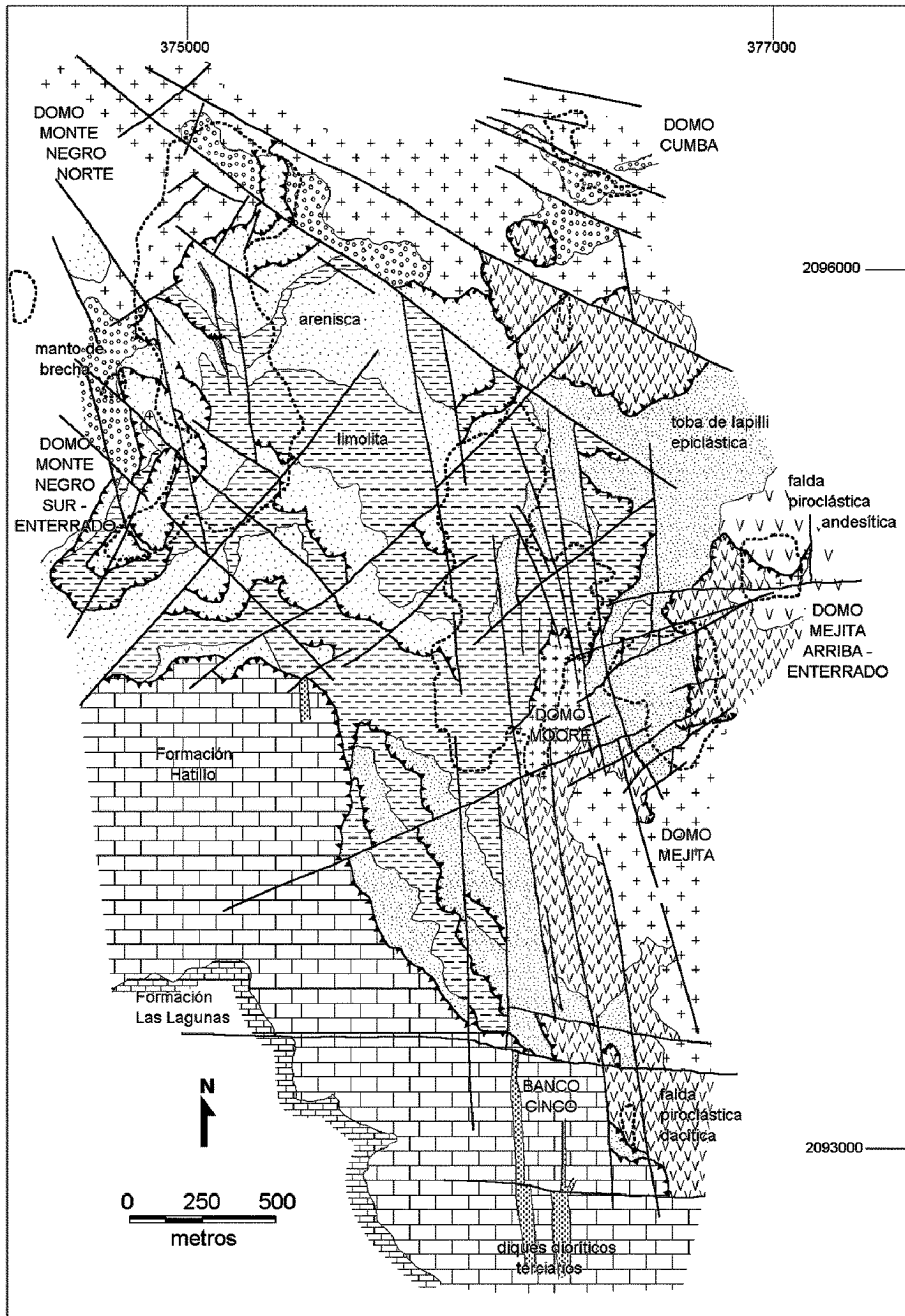 375000
377000
DOMO
MONTE
NEGRO
NORTE
DOMO
CUMBA
2096000
arenisca
manto de
brecha
toba de lapilli
epiclástica
limolita
DOMO
MONTE
NEGRO
SUR -
ENTERRADO
falda
piroclástica
andesítica
DOMO
MEJITA
ARRIBA -
ENTERRADO
DOMO
MOORE
Formación
Hatillo
DOMO
MEJITA
Formación
Las Lagunas
N
BANCO
CINCO
falda
piroclástica
dacítica
2093000
0 250 500
metros
diques dioríticos
terciarios